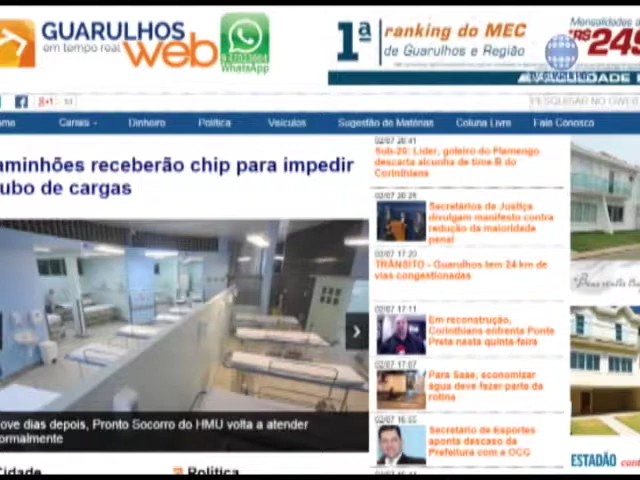 GUARULHOS
em tempo real web
WhatsApp
1ª ranking do MEC
de Guarulhos e Região
Mensalidades a
R$ 249
PESQUISAR NO GWEB
Canais Dinheiro Política Veículos Sugestão de Matérias Coluna Livre Fale Conosco
aminhões receberão chip para impedir
ubo de cargas
02/07 20:41
Sub-20: Líder, goleiro do Flamengo
descarta alcunha de time B do
Corinthians
Secretários de Justiça
divulgam manifesto contra
redução da maioridade
penal
02/07 17:20
TRÂNSITO - Guarulhos tem 24 km de
vias congestionadas
02/07 17:11
Em reconstrução,
Corinthians enfrenta Ponte
Preta nesta quinta-feira
02/07 17:07
Para Saae, economizar
água deve fazer parte da
rotina
02/07 16:55
Secretário de Esportes
aponta descaso da
Prefeitura com a OCG
ove dias depois, Pronto Socorro do HMU volta a atender
ormalmente
Cidade
Política
ESTADÃO